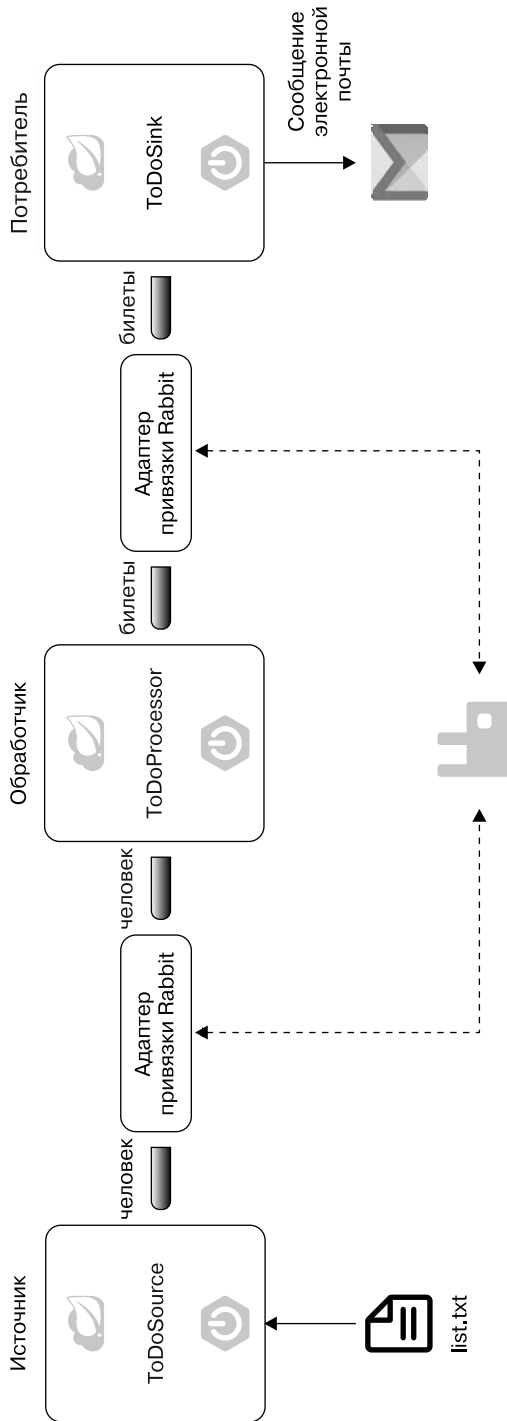 Источник
ToDoSource
list.txt
человек
Адаптер
привязки Rabbit
человек
Обработчик
ToDoProcessor
билеты
Адаптер
привязки Rabbit
билеты
Потребитель
ToDoSink
Сообщение
электронной
почты